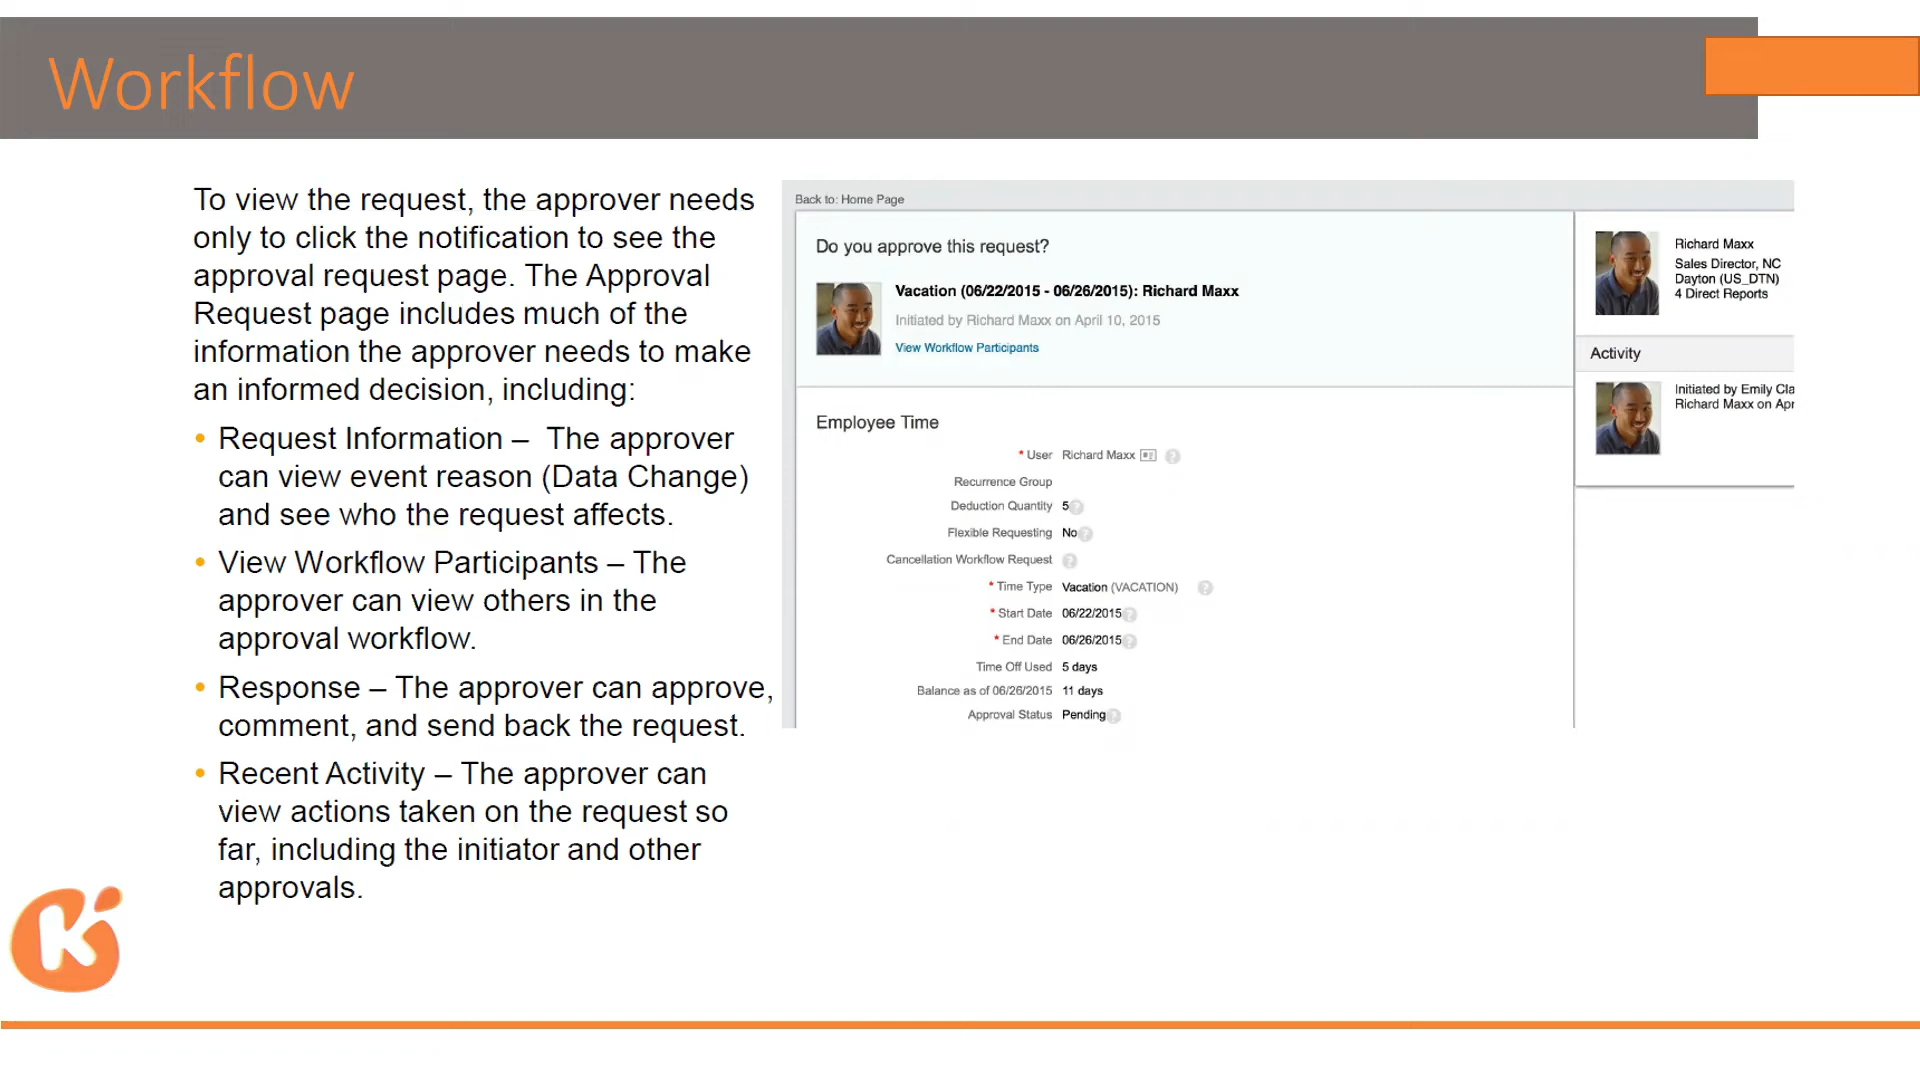 Workflow
To view the request, the approver needs
only to click the notification to see the
approval request page. The Approval
Request page includes much of the
information the approver needs to make
an informed decision, including:
• Request Information –  The approver
can view event reason (Data Change)
and see who the request affects.
• View Workflow Participants – The
approver can view others in the
approval workflow.
• Response – The approver can approve,
comment, and send back the request.
• Recent Activity – The approver can
view actions taken on the request so
far, including the initiator and other
approvals.
K
Back to: Home Page
Do you approve this request?
Vacation (06/22/2015 - 06/26/2015): Richard Maxx
Initiated by Richard Maxx on April 10, 2015
View Workflow Participants
Employee Time
* User Richard Maxx
Recurrence Group
Deduction Quantity 5
Flexible Requesting No
Cancellation Workflow Request
* Time Type Vacation (VACATION)
* Start Date 06/22/2015
* End Date 06/26/2015
Time Off Used 5 days
Balance as of 06/26/2015 11 days
Approval Status Pending
Richard Maxx
Sales Director, NC
Dayton (US_DTN)
4 Direct Reports
Activity
Initiated by Emily Cla
Richard Maxx on Apr